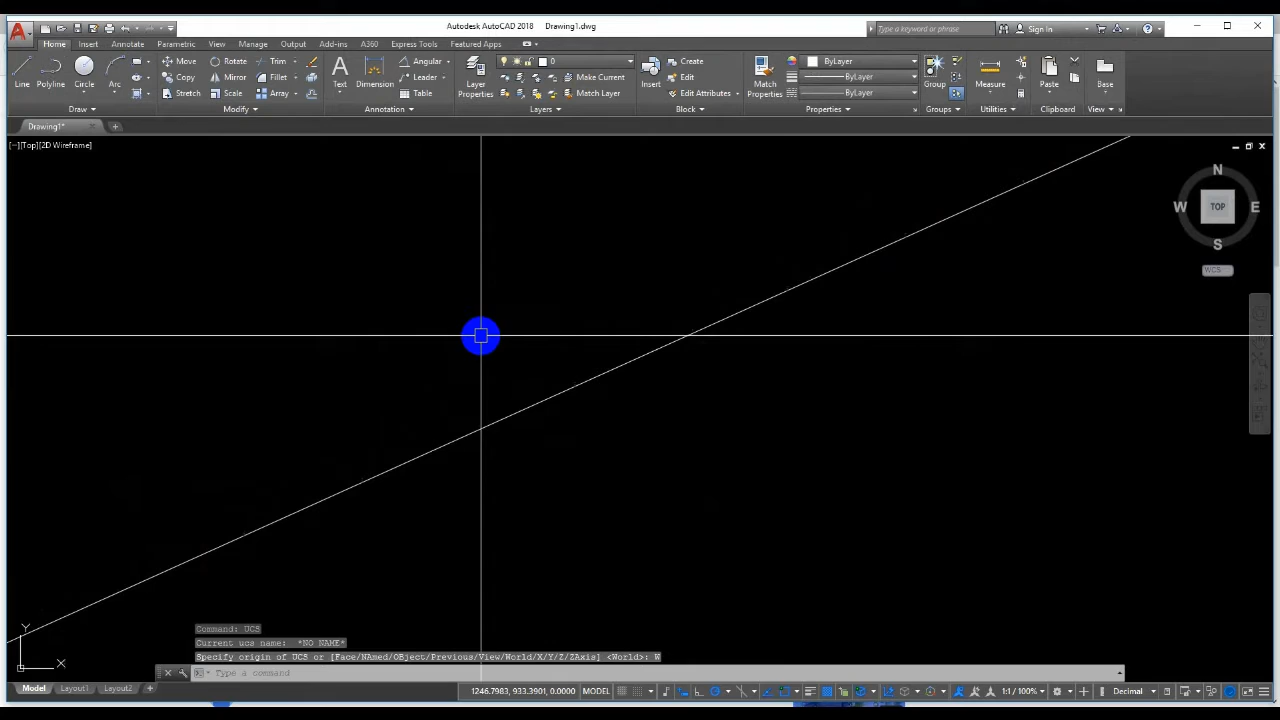 Autodesk AutoCAD 2018 Drawing1.dwg
Type a keyword or phrase
Sign In
Home Insert Annotate Parametric View Manage Output Add-ins A360 Express Tools Featured Apps
Line Polyline Circle Arc
Move Rotate Trim
Copy Mirror Fillet
Stretch Scale Array
Text Dimension
Angular
Leader
Table
Layer Properties
0
Make Current
Match Layer
Insert
Create
Edit
Edit Attributes
Match Properties
ByLayer
ByLayer
ByLayer
Group
Measure
Paste
Base
Draw Modify Annotation Layers Block Properties Groups Utilities Clipboard View
Drawing1*
[−][Top][2D Wireframe]
N
W TOP E
S
WCS
Y
X
Command: UCS
Current ucs name: *NO NAME*
Specify origin of UCS or [Face/NAmed/OBject/Previous/View/World/X/Y/Z/ZAxis] <World>: W
Type a command
Model Layout1 Layout2
1246.7983, 933.3901, 0.0000 MODEL
1:1 / 100%
Decimal